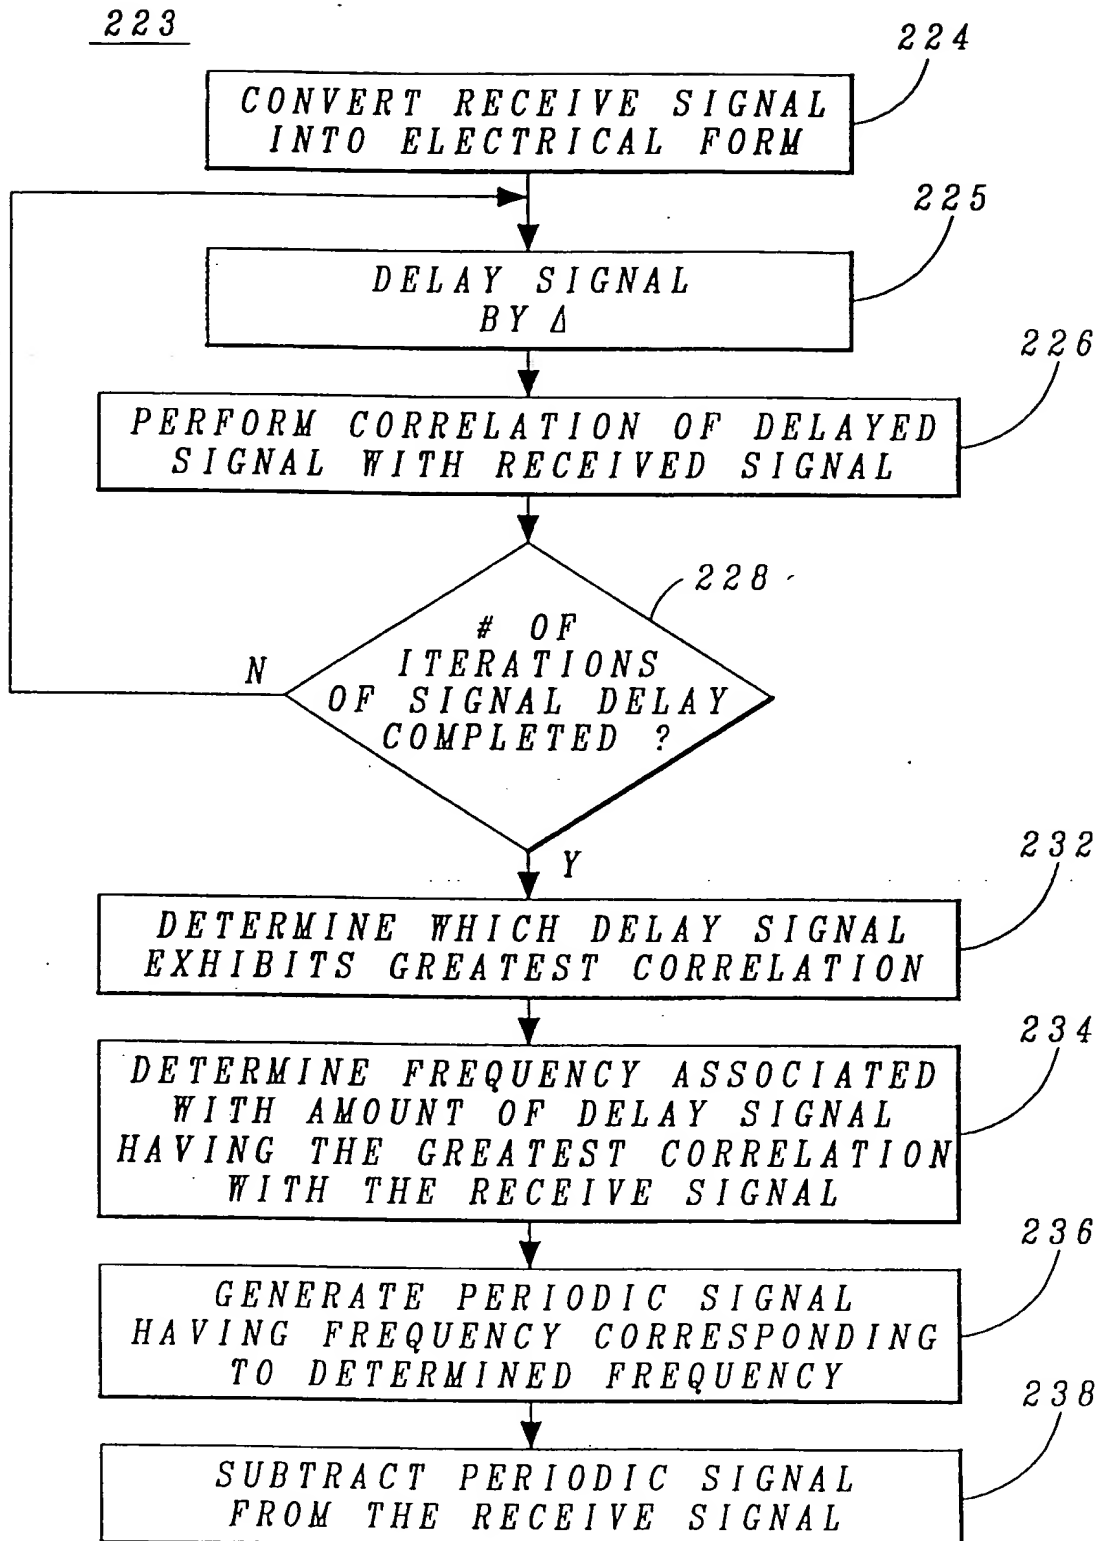 223
224
CONVERT RECEIVE SIGNAL
INTO ELECTRICAL FORM
225
DELAY SIGNAL
BY Δ
226
PERFORM CORRELATION OF DELAYED
SIGNAL WITH RECEIVED SIGNAL
228
# OF
ITERATIONS
OF SIGNAL DELAY
COMPLETED ?
N
Y
232
DETERMINE WHICH DELAY SIGNAL
EXHIBITS GREATEST CORRELATION
234
DETERMINE FREQUENCY ASSOCIATED
WITH AMOUNT OF DELAY SIGNAL
HAVING THE GREATEST CORRELATION
WITH THE RECEIVE SIGNAL
236
GENERATE PERIODIC SIGNAL
HAVING FREQUENCY CORRESPONDING
TO DETERMINED FREQUENCY
238
SUBTRACT PERIODIC SIGNAL
FROM THE RECEIVE SIGNAL